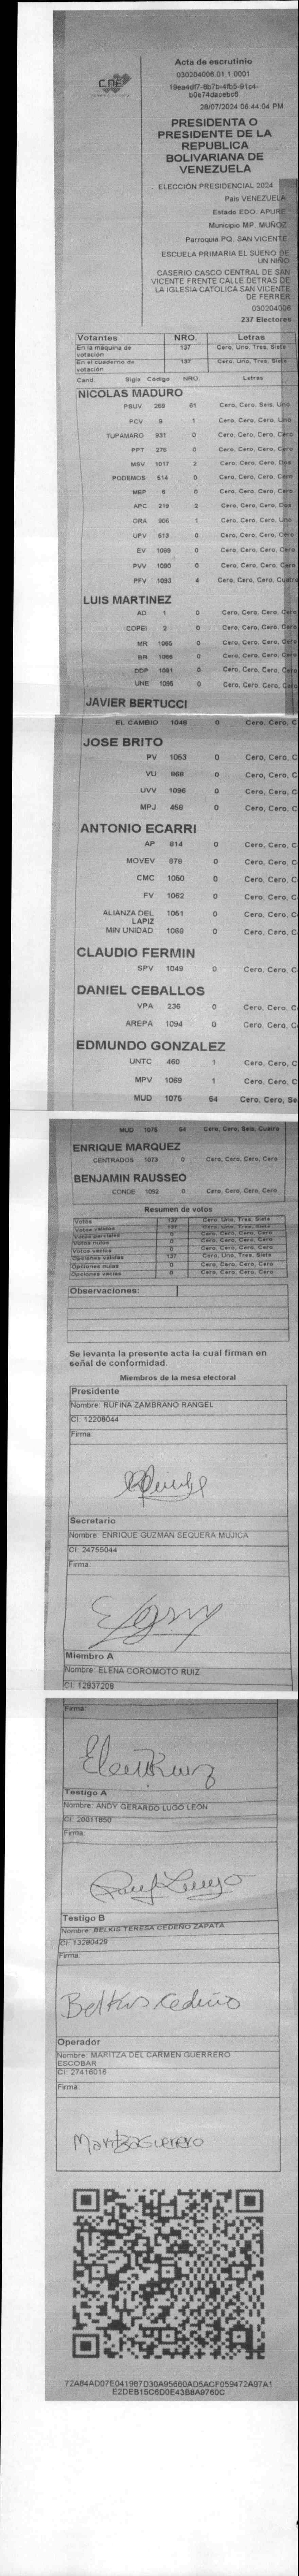 CNE
Acta de escrutinio
030204006.01.1.0001
28/07/2024 06:44:04 PM
PRESIDENTA O
PRESIDENTE DE LA
REPUBLICA
BOLIVARIANA DE
VENEZUELA
ELECCIÓN PRESIDENCIAL 2024
País VENEZUELA
Estado EDO. APURE
Municipio MP. MUÑOZ
Parroquia PQ. SAN VICENTE
ESCUELA PRIMARIA EL SUEÑO DE
UN NIÑO
CASERIO CASCO CENTRAL DE SAN
VICENTE FRENTE CALLE DETRAS DE
LA IGLESIA CATOLICA SAN VICENTE
DE FERRER
030204006
237 Electores
Votantes NRO. Letras
En la máquina de votación 137 Cero, Uno, Tres, Siete
En el cuaderno de votación 137 Cero, Uno, Tres, Siete
Cand. Sigla Código NRO. Letras
NICOLAS MADURO
PSUV 269 61 Cero, Cero, Seis, Uno
PCV 9 1 Cero, Cero, Cero, Uno
TUPAMARO 931 0 Cero, Cero, Cero, Cero
PPT 276 0 Cero, Cero, Cero, Cero
MSV 1017 2 Cero, Cero, Cero, Dos
PODEMOS 614 0 Cero, Cero, Cero, Cero
MEP 6 0 Cero, Cero, Cero, Cero
APC 219 2 Cero, Cero, Cero, Dos
ORA 906 1 Cero, Cero, Cero, Uno
UPV 513 0 Cero, Cero, Cero, Cero
EV 1089 0 Cero, Cero, Cero, Cero
PVV 1090 0 Cero, Cero, Cero, Cero
PFV 1093 4 Cero, Cero, Cero, Cuatro
LUIS MARTINEZ
AD 1 0 Cero, Cero, Cero, Cero
COPEI 2 0 Cero, Cero, Cero, Cero
MR 1065 0 Cero, Cero, Cero, Cero
BR 1066 0 Cero, Cero, Cero, Cero
DDP 1091 0 Cero, Cero, Cero, Cero
UNE 1095 0 Cero, Cero, Cero, Cero
JAVIER BERTUCCI
EL CAMBIO 1048 0 Cero, Cero, C
JOSE BRITO
PV 1053 0 Cero, Cero, C
VU 868 0 Cero, Cero, C
UVV 1096 0 Cero, Cero, C
MPJ 459 0 Cero, Cero, C
ANTONIO ECARRI
AP 614 0 Cero, Cero, C
MOVEV 679 0 Cero, Cero, C
CMC 1050 0 Cero, Cero, C
FV 1062 0 Cero, Cero, C
ALIANZA DEL LAPIZ 1051 0 Cero, Cero, C
MIN UNIDAD 1068 0 Cero, Cero, C
CLAUDIO FERMIN
SPV 1049 0 Cero, Cero, C
DANIEL CEBALLOS
VPA 236 0 Cero, Cero, C
AREPA 1094 0 Cero, Cero, C
EDMUNDO GONZALEZ
UNTC 460 1 Cero, Cero, C
MPV 1069 1 Cero, Cero, C
MUD 1075 64 Cero, Cero, Se
MUD 1075 64 Cero, Cero, Seis, Cuatro
ENRIQUE MARQUEZ
CENTRADOS 1073 0 Cero, Cero, Cero, Cero
BENJAMIN RAUSSEO
CONDE 1092 0 Cero, Cero, Cero, Cero
Resumen de votos
Votos 137 Cero, Uno, Tres, Siete
Votos válidos 137 Cero, Uno, Tres, Siete
Votos parciales 0 Cero, Cero, Cero, Cero
Votos nulos 0 Cero, Cero, Cero, Cero
Votos vacíos 0 Cero, Cero, Cero, Cero
Opciones válidas 137 Cero, Uno, Tres, Siete
Opciones nulas 0 Cero, Cero, Cero, Cero
Opciones vacías 0 Cero, Cero, Cero, Cero
Observaciones:
Se levanta la presente acta la cual firman en
señal de conformidad.
Miembros de la mesa electoral
Presidente
Nombre: RUFINA ZAMBRANO RANGEL
CI: 12208044
Firma:
Secretario
Nombre: ENRIQUE GUZMAN SEQUERA MUJICA
CI: 24755044
Firma:
Miembro A
Nombre: ELENA COROMOTO RUIZ
CI: 12837208
Firma:
Elena Ruiz
Testigo A
Nombre: ANDY GERARDO LUGO LEON
CI: 20011850
Firma:
Testigo B
Nombre: BELKIS TERESA CEDEÑO ZAPATA
CI: 13280429
Firma:
Belkis Cedeño
Operador
Nombre: MARITZA DEL CARMEN GUERRERO
ESCOBAR
CI: 27416016
Firma:
Maritza Guerrero